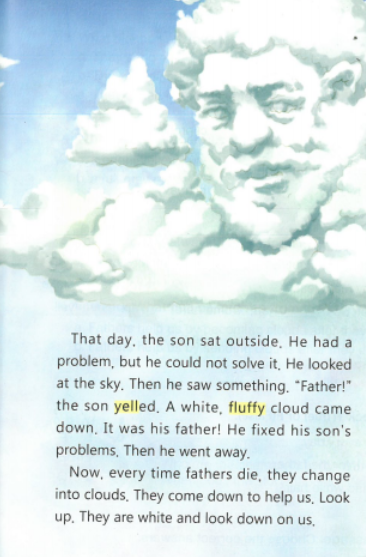 That day, the son sat outside. He had a
problem, but he could not solve it. He looked
at the sky. Then he saw something. "Father!"
the son yelled. A white, fluffy cloud came
down. It was his father! He fixed his son's
problems. Then he went away.
Now, every time fathers die, they change
into clouds. They come down to help us. Look
up. They are white and look down on us.